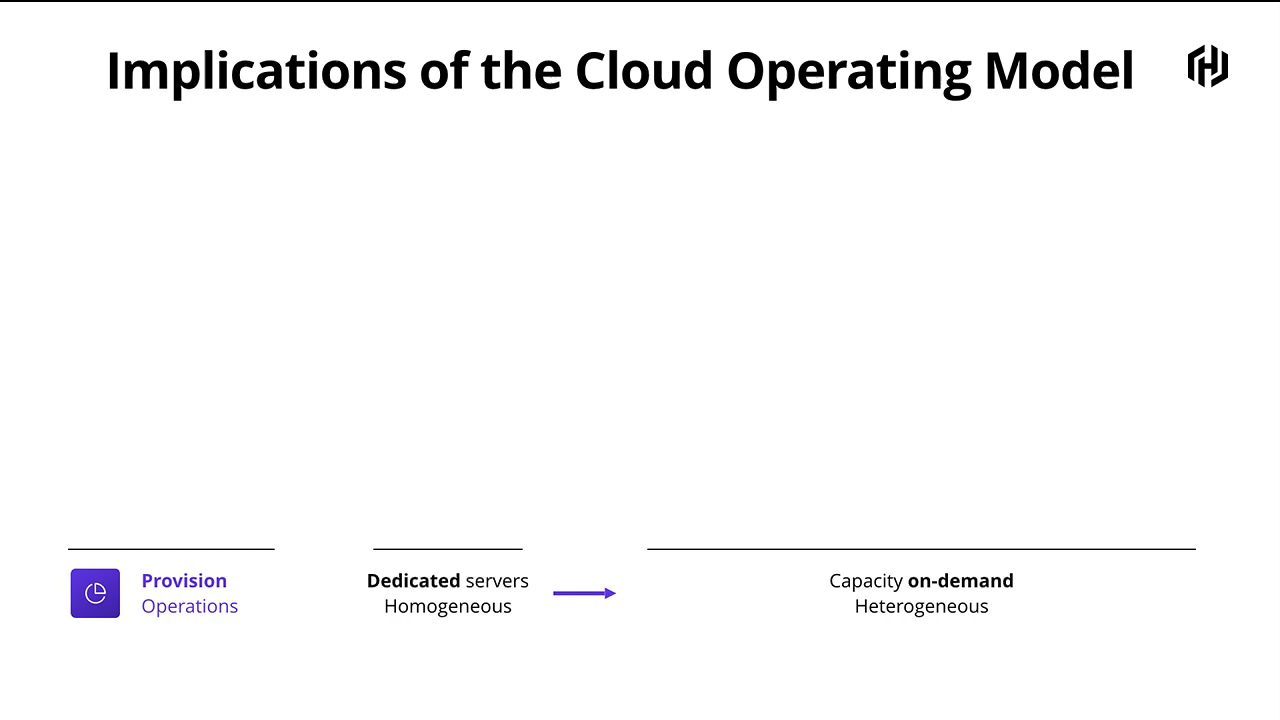 Implications of the Cloud Operating Model
Provision
Operations
Dedicated servers
Homogeneous
Capacity on-demand
Heterogeneous